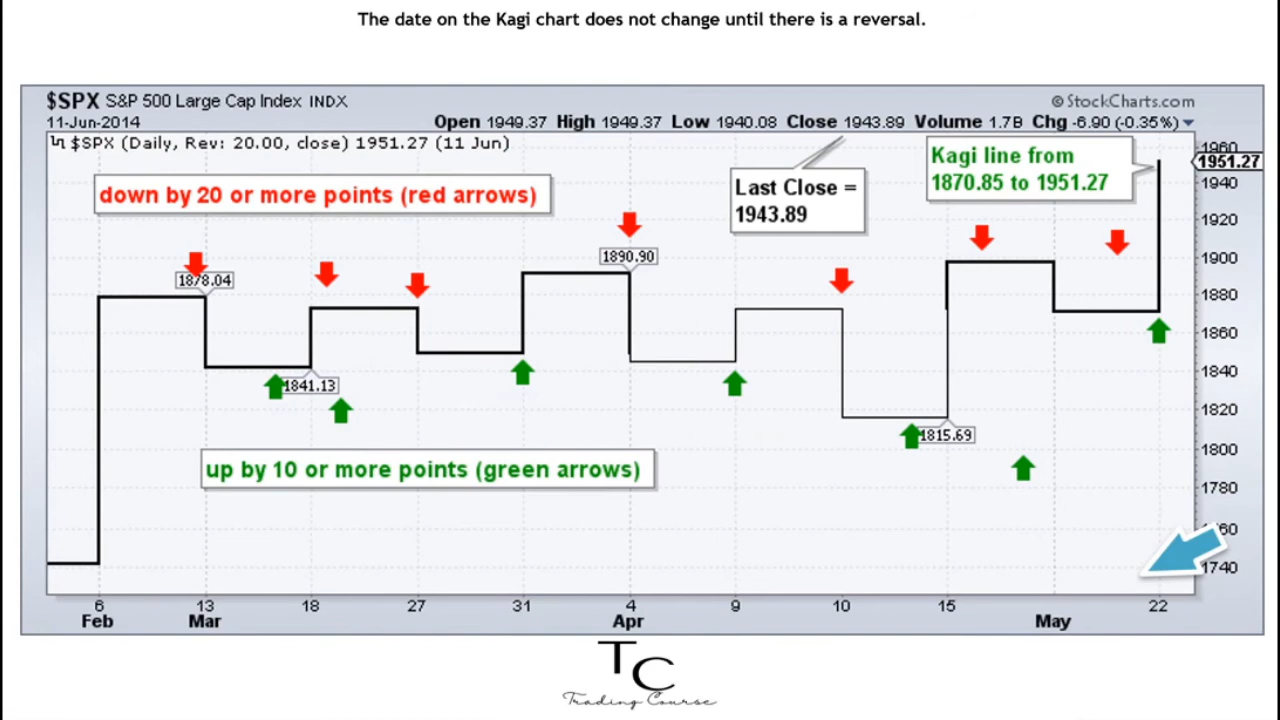 The date on the Kagi chart does not change until there is a reversal.
$SPX S&P 500 Large Cap Index INDX
© StockCharts.com
11-Jun-2014
Open 1949.37 High 1949.37 Low 1940.08 Close 1943.89 Volume 1.7B Chg -6.90 (-0.35%)
$SPX (Daily, Rev: 20.00, close) 1951.27 (11 Jun)
down by 20 or more points (red arrows)
Last Close =
1943.89
Kagi line from
1870.85 to 1951.27
1960
1951.27
1940
1920
1900
1880
1860
1840
1820
1800
1780
1740
1878.04
1890.90
1841.13
1815.69
up by 10 or more points (green arrows)
6 13 18 27 31 4 9 10 15 22
Feb Mar Apr May
TC
Trading Course